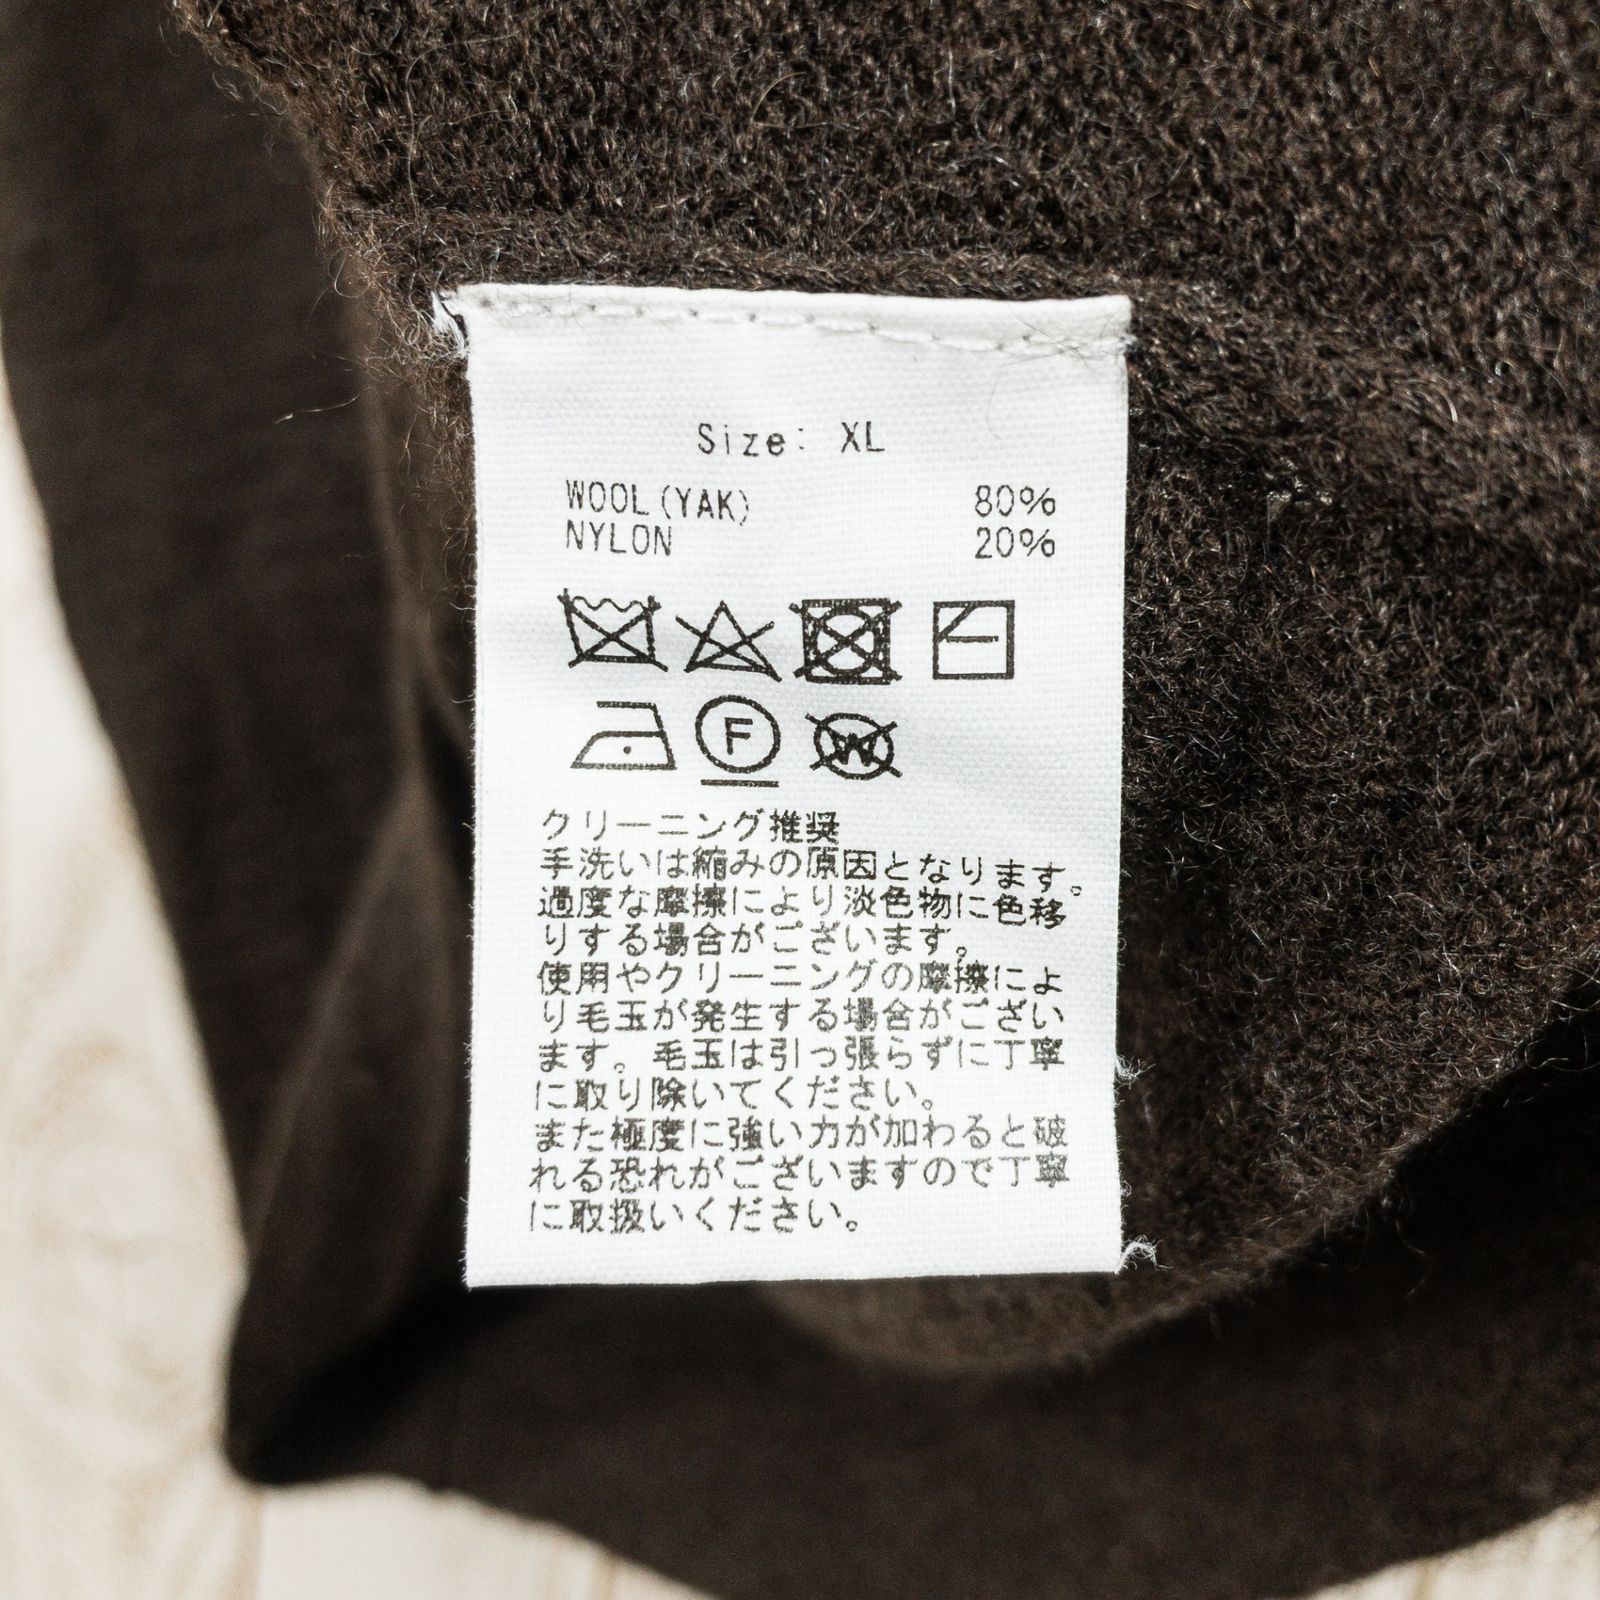 Size: XL
WOOL(YAK) 80%
NYLON 20%
F
W
クリーニング推奨
手洗いは縮みの原因となります。
過度な摩擦により淡色物に色移
りする場合がございます。
使用やクリーニングの摩擦によ
り毛玉が発生する場合がござい
ます。毛玉は引っ張らずに丁寧
に取り除いてください。
また極度に強い力が加わると破
れる恐れがございますので丁寧
に取扱いください。